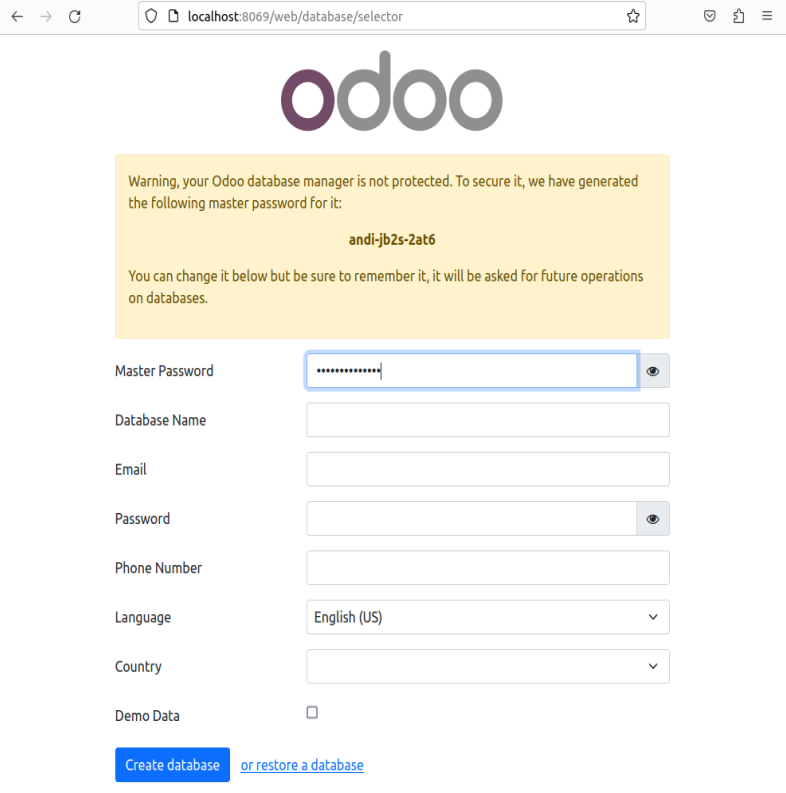 localhost:8069/web/database/selector
odoo
Warning, your Odoo database manager is not protected. To secure it, we have generated
the following master password for it:
andi-jb2s-2at6
You can change it below but be sure to remember it, it will be asked for future operations
on databases.
Master Password ••••••••••••••
Database Name
Email
Password
Phone Number
Language English (US)
Country
Demo Data
Create database or restore a database